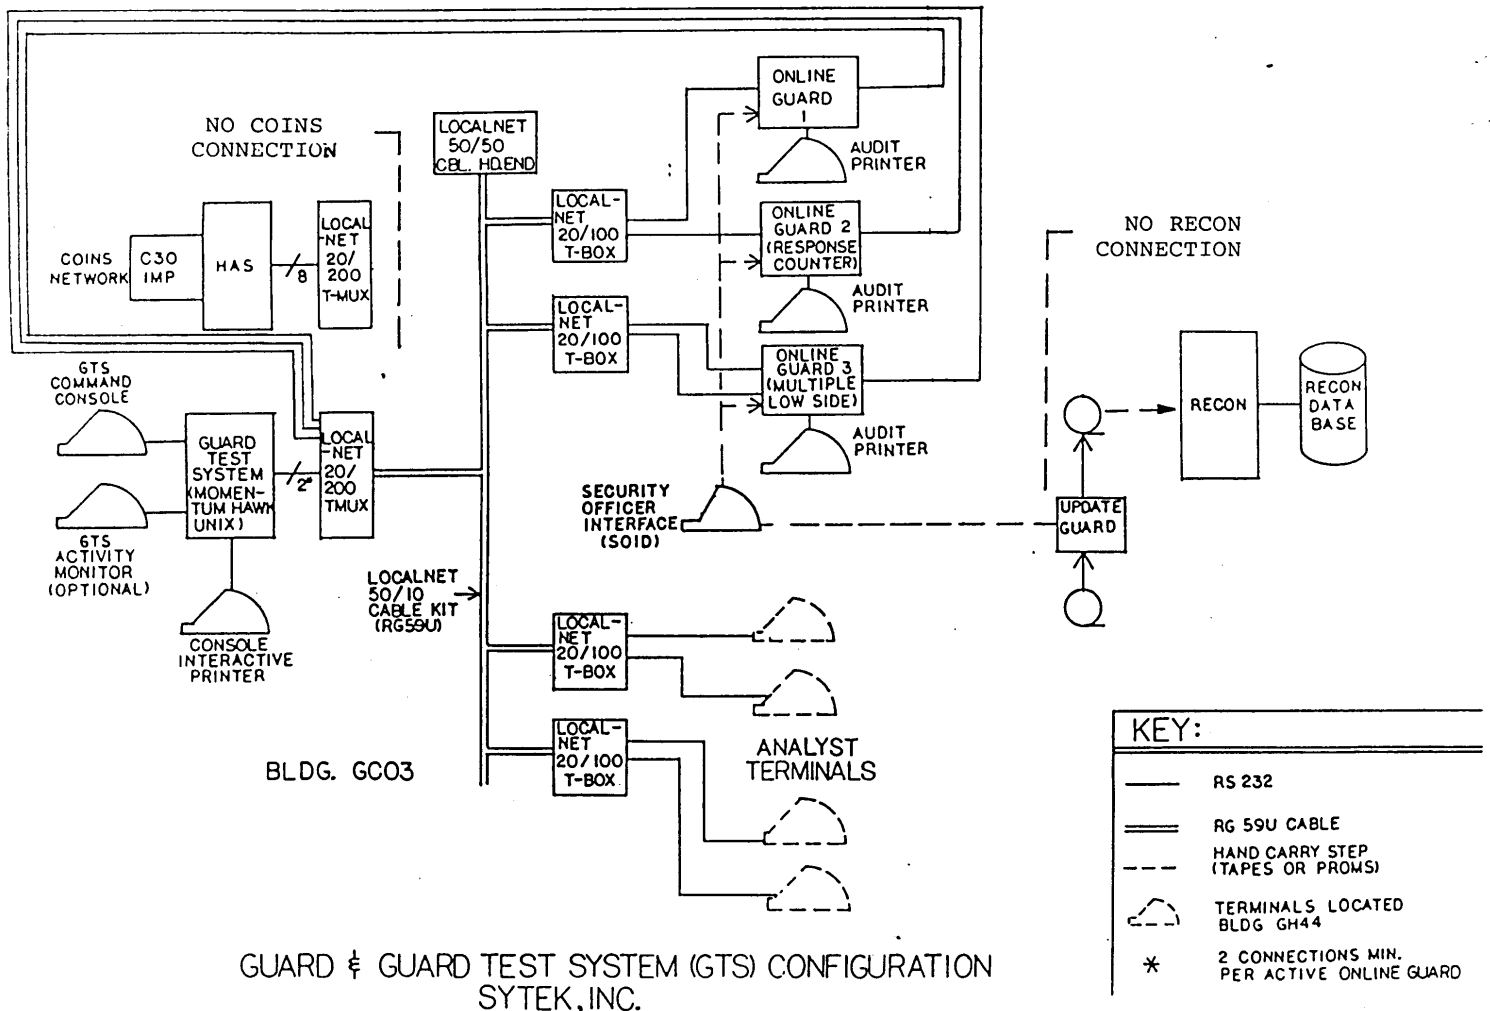 NO COINS
CONNECTION
LOCALNET
50/50
CBL. HD.END
ONLINE
GUARD 1
AUDIT
PRINTER
COINS
NETWORK
C30
IMP
HAS
8
LOCAL
-NET
20/
200
T-MUX
LOCAL-
NET
20/100
T-BOX
ONLINE
GUARD 2
(RESPONSE
COUNTER)
AUDIT
PRINTER
NO RECON
CONNECTION
LOCAL-
NET
20/100
T-BOX
ONLINE
GUARD 3
(MULTIPLE
LOW SIDE)
AUDIT
PRINTER
RECON
RECON
DATA
BASE
GTS
COMMAND
CONSOLE
GUARD
TEST
SYSTEM
(MOMEN-
TUM HAWK
UNIX)
2*
LOCAL
-NET
20/
200
TMUX
GTS
ACTIVITY
MONITOR
(OPTIONAL)
CONSOLE
INTERACTIVE
PRINTER
SECURITY
OFFICER
INTERFACE
(SOID)
UPDATE
GUARD
LOCALNET
50/10
CABLE KIT
(RG59U)
LOCAL-
NET
20/100
T-BOX
LOCAL-
NET
20/100
T-BOX
ANALYST
TERMINALS
BLDG. GC03
KEY:
RS 232
RG 59U CABLE
HAND CARRY STEP
(TAPES OR PROMS)
TERMINALS LOCATED
BLDG GH44
* 2 CONNECTIONS MIN.
PER ACTIVE ONLINE GUARD
GUARD & GUARD TEST SYSTEM (GTS) CONFIGURATION
SYTEK, INC.